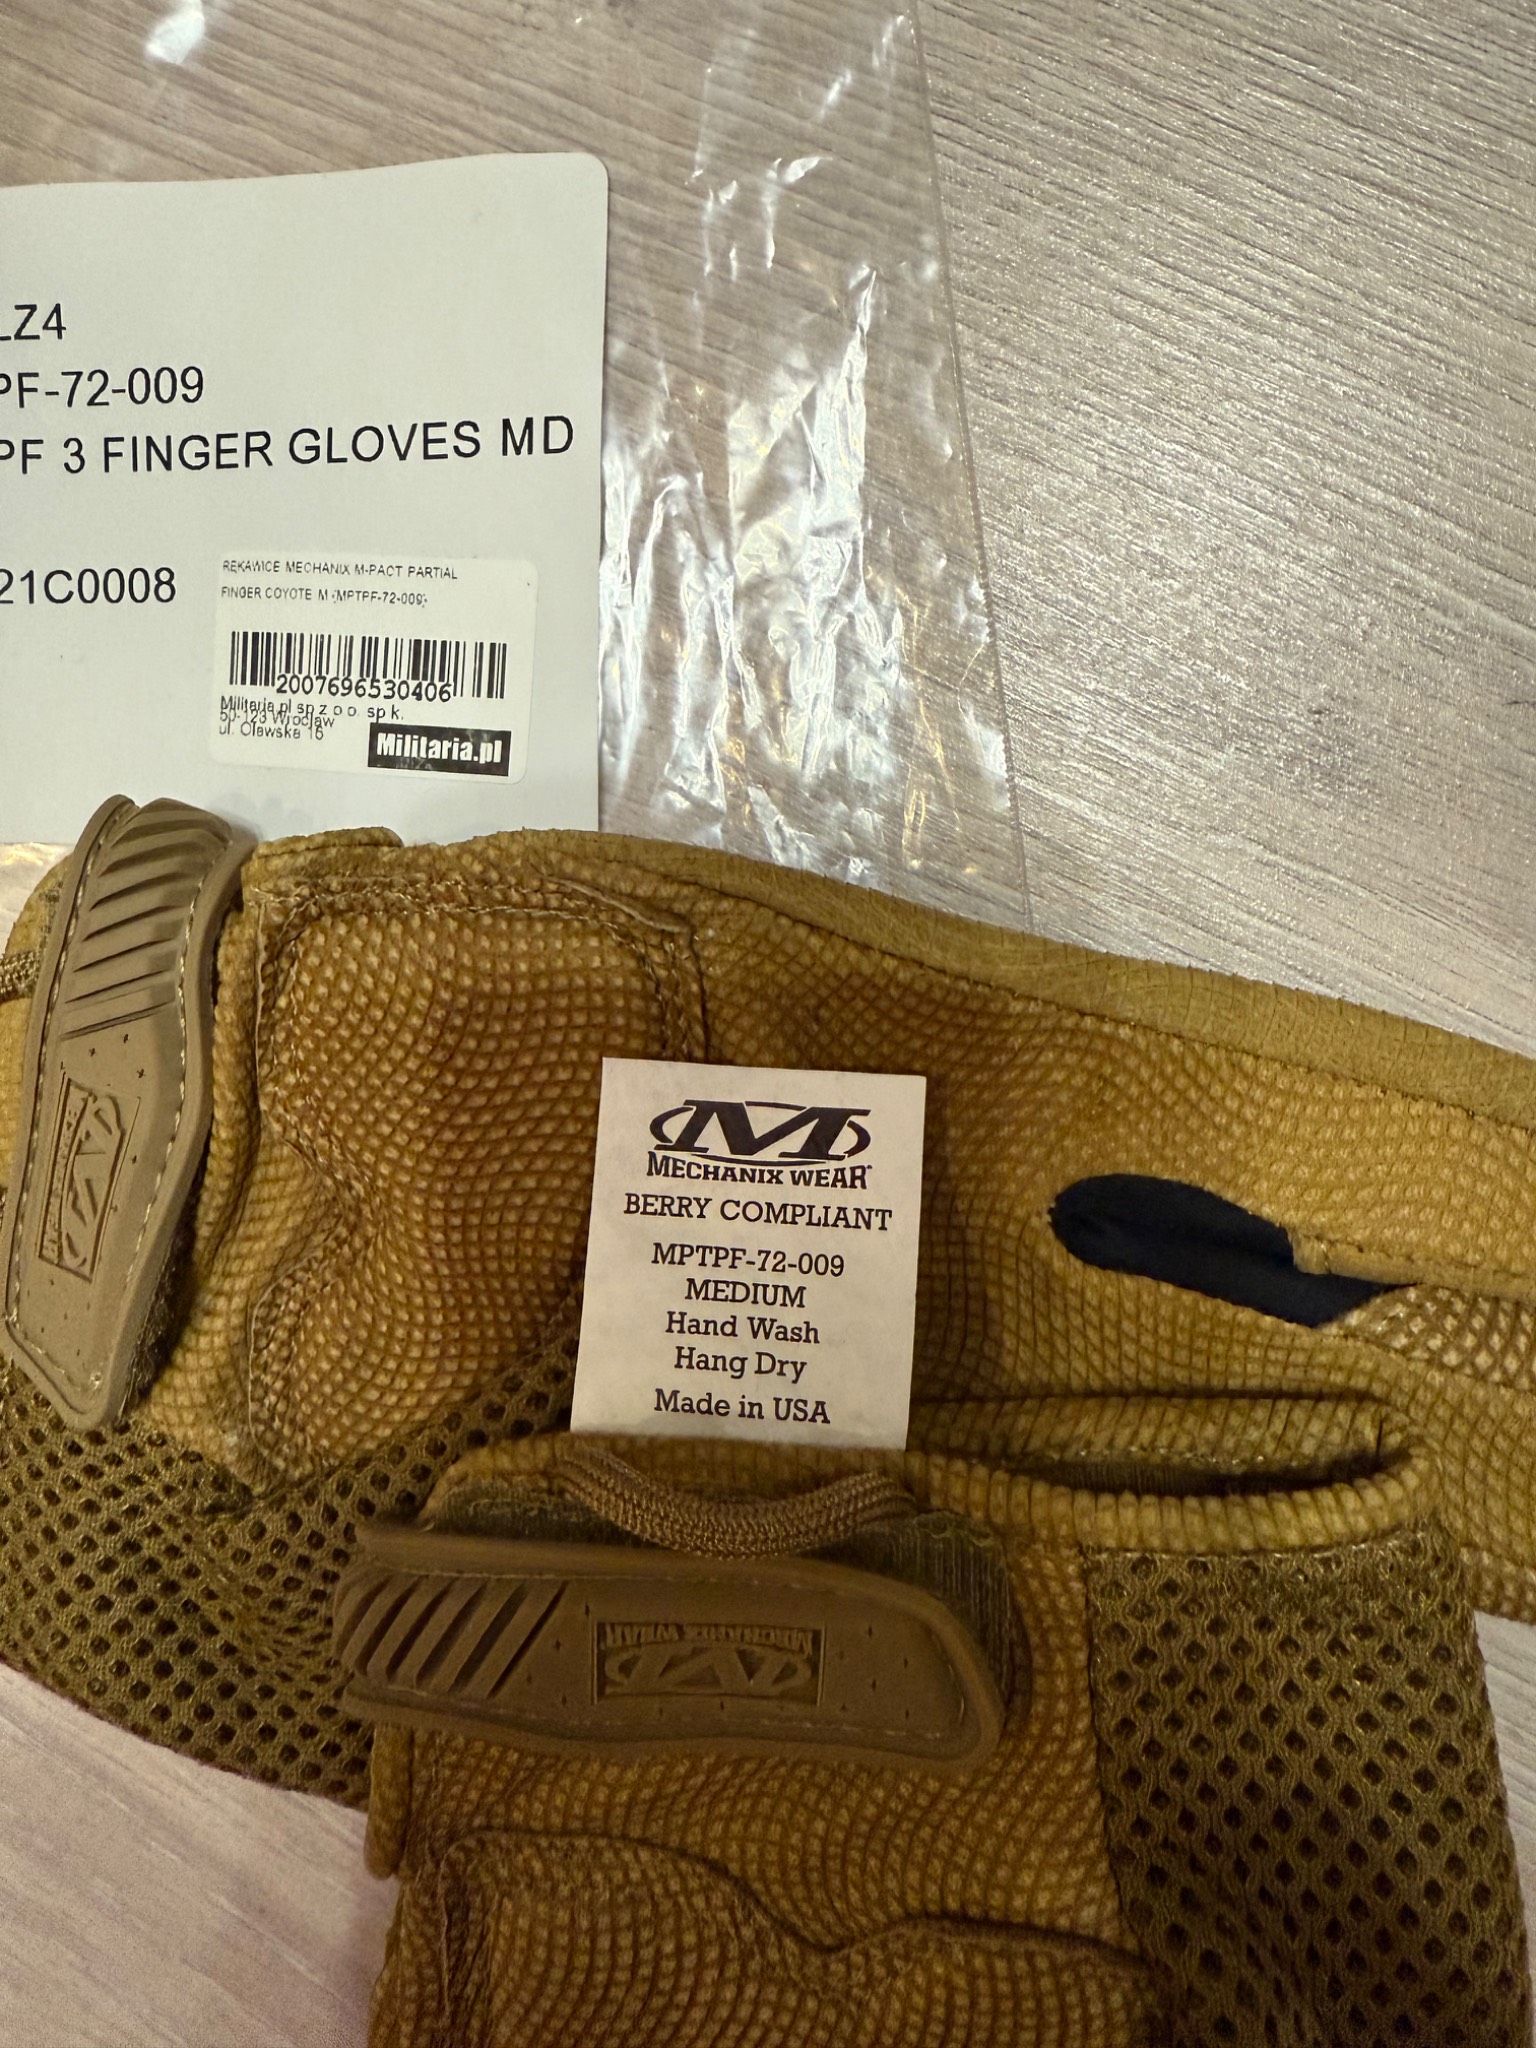 LZ4
PF-72-009
PF 3 FINGER GLOVES MD
21C0008
RĘKAWICE MECHANIX M-PACT PARTIAL
FINGER COYOTE M (MPTPF-72-009)
2007696530406
Militaria.pl sp z o o. sp k.
50-123 Wrocław
ul. Oławska 16
Militaria.pl
M
MECHANIX WEAR
BERRY COMPLIANT
MPTPF-72-009
MEDIUM
Hand Wash
Hang Dry
Made in USA
MECHANIX WEAR